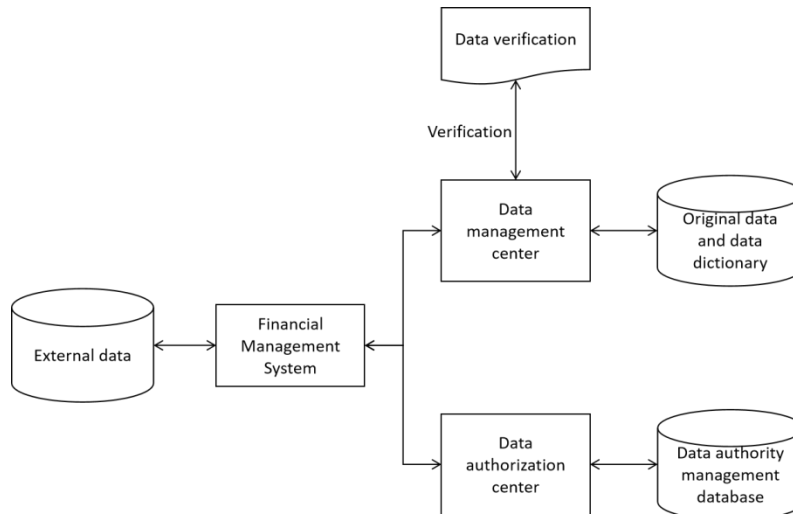 Data verification
Verification
Data
management
center
Original data
and data
dictionary
External data
Financial
Management
System
Data
authorization
center
Data authority
management
database